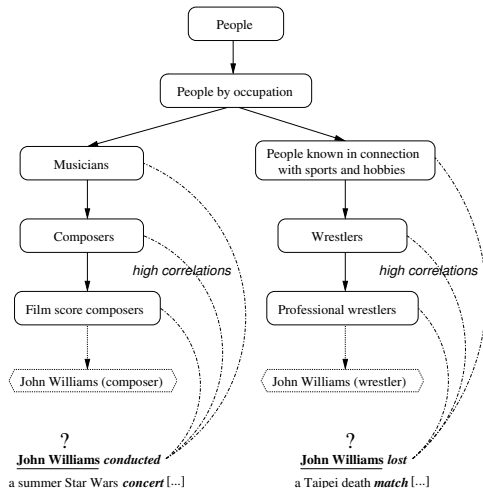 People
People by occupation
Musicians
People known in connection
with sports and hobbies
Composers
Wrestlers
high correlations
high correlations
Film score composers
Professional wrestlers
John Williams (composer)
John Williams (wrestler)
?
?
John Williams conducted
a summer Star Wars concert [...]
John Williams lost
a Taipei death match [...]